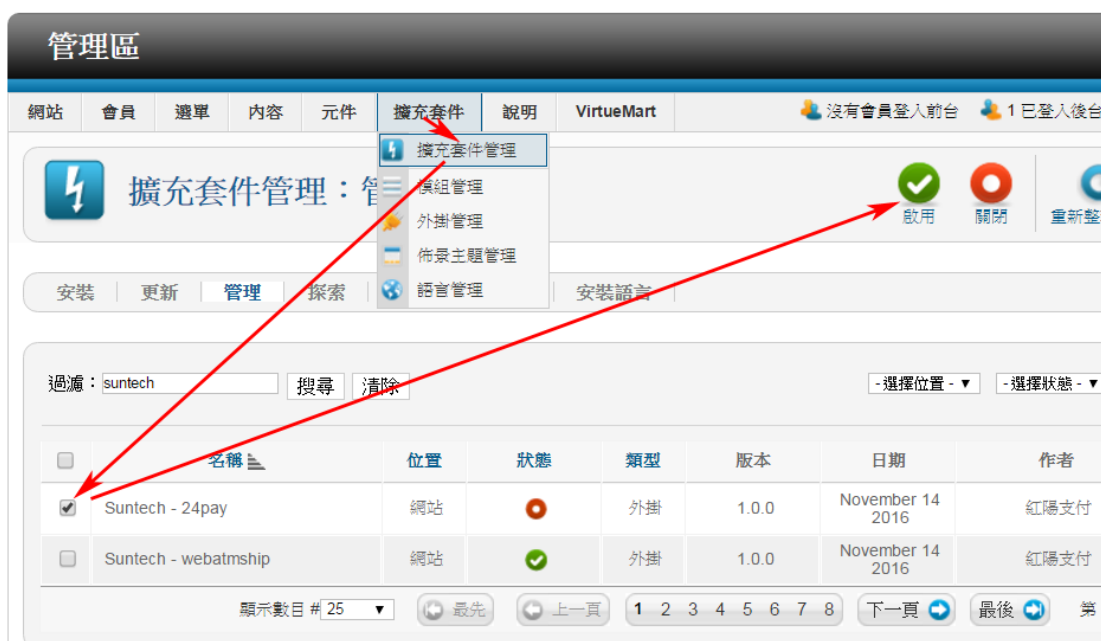 管理區
網站 會員 選單 內容 元件 擴充套件 說明 VirtueMart 沒有會員登入前台 1 已登入後台
擴充套件管理
模組管理
外掛管理
佈景主題管理
語言管理
擴充套件管理：管
啟用 關閉 重新整
安裝 更新 管理 探索 安裝語言
過濾： suntech 搜尋 清除 - 選擇位置 - - 選擇狀態 -
名稱 位置 狀態 類型 版本 日期 作者
Suntech - 24pay 網站 外掛 1.0.0 November 14 2016 紅陽支付
Suntech - webatmship 網站 外掛 1.0.0 November 14 2016 紅陽支付
顯示數目 # 25 最先 上一頁 1 2 3 4 5 6 7 8 下一頁 最後 第